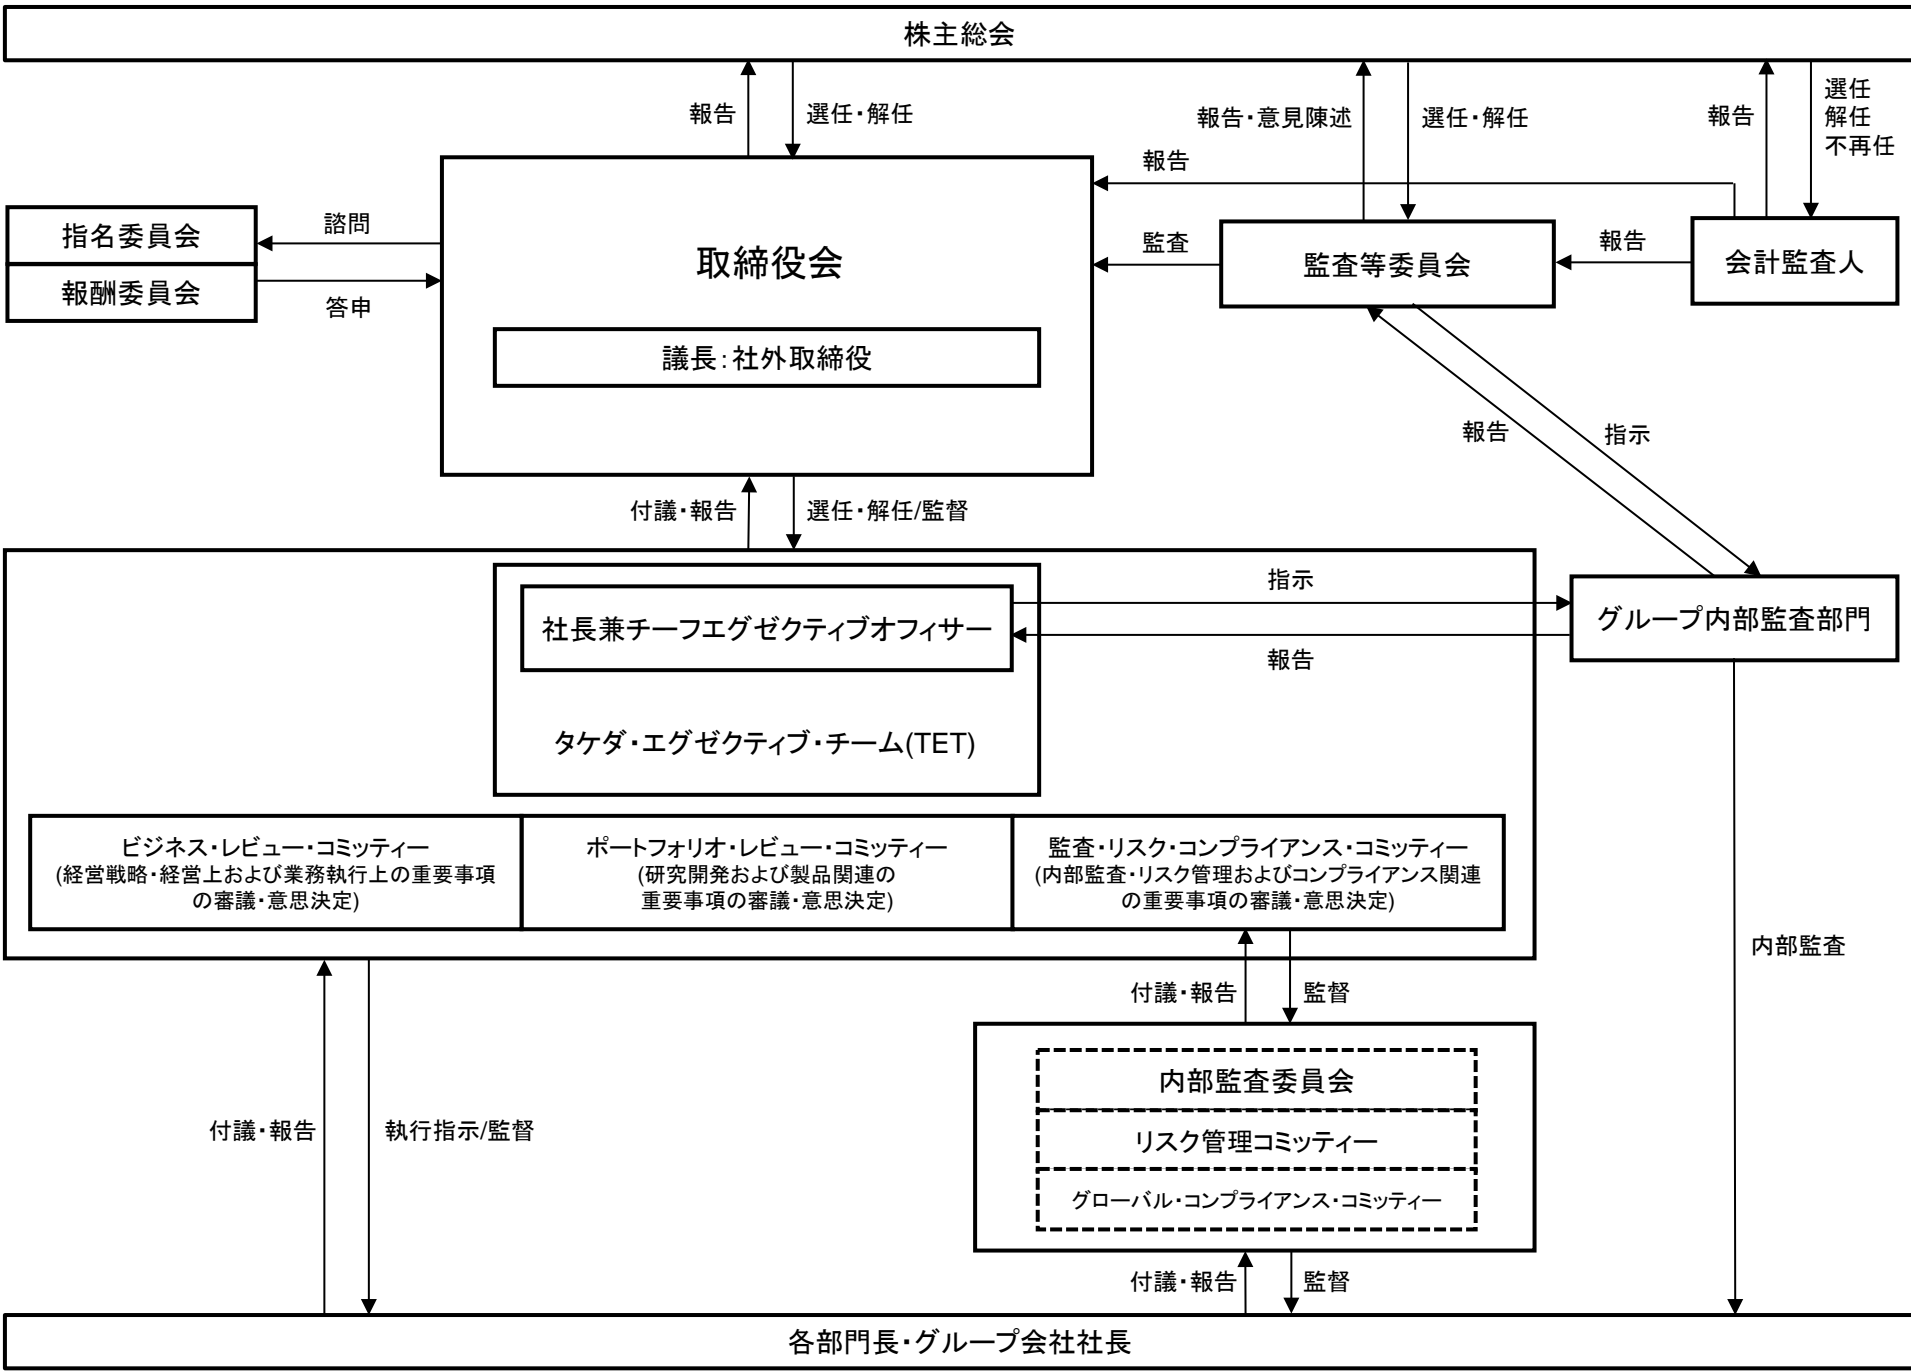 株主総会
報告
選任・解任
報告・意見陳述
選任・解任
報告
選任
解任
不再任
報告
指名委員会
報酬委員会
諮問
答申
取締役会
議長：社外取締役
監査
監査等委員会
報告
会計監査人
報告
指示
付議・報告
選任・解任/監督
社長兼チーフエグゼクティブオフィサー
タケダ・エグゼクティブ・チーム(TET)
指示
報告
グループ内部監査部門
ビジネス・レビュー・コミッティー
(経営戦略・経営上および業務執行上の重要事項
の審議・意思決定)
ポートフォリオ・レビュー・コミッティー
(研究開発および製品関連の
重要事項の審議・意思決定)
監査・リスク・コンプライアンス・コミッティー
(内部監査・リスク管理およびコンプライアンス関連
の重要事項の審議・意思決定)
内部監査
付議・報告
監督
内部監査委員会
リスク管理コミッティー
グローバル・コンプライアンス・コミッティー
付議・報告
執行指示/監督
付議・報告
監督
各部門長・グループ会社社長